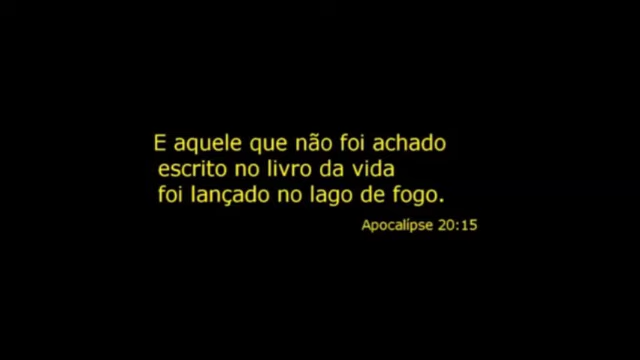 E aquele que não foi achado
escrito no livro da vida
foi lançado no lago de fogo.
Apocalípse 20:15